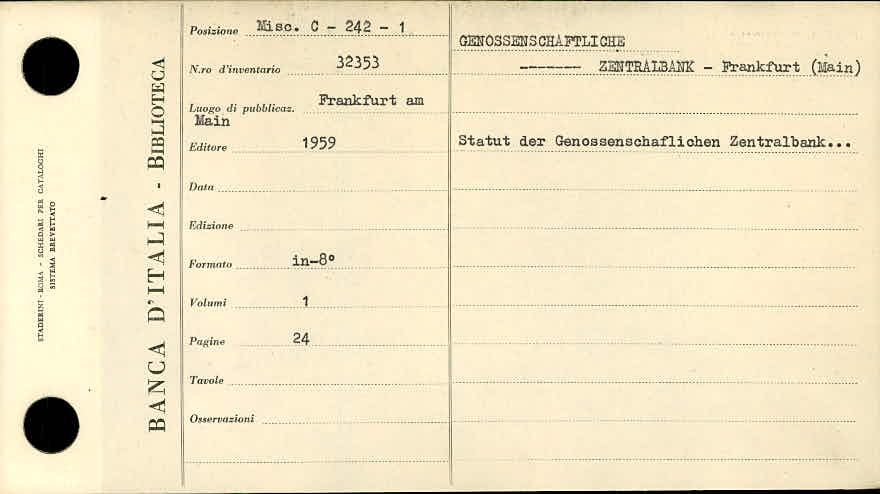 STADERINI - ROMA - SCHEDARI PER CATALOGHI
SISTEMA BREVETTATO
BANCA D'ITALIA - BIBLIOTECA
Posizione Misc. C - 242 - 1
N.ro d'inventario 32353
Luogo di pubblicaz. Frankfurt am
Main
Editore 1959
Data
Edizione
Formato in-8°
Volumi 1
Pagine 24
Tavole
Osservazioni
GENOSSENSCHAFTLICHE
------- ZENTRALBANK - Frankfurt (Main)
Statut der Genossenschaflichen Zentralbank...